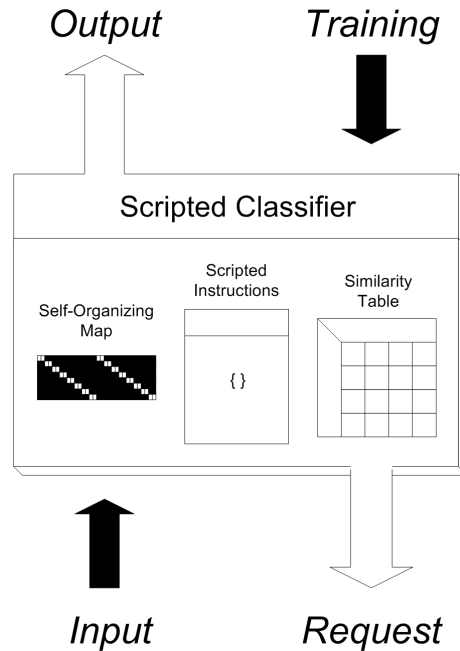 Output
Training
Scripted Classifier
Scripted
Instructions
Similarity
Table
Self-Organizing
Map
{ }
Input
Request